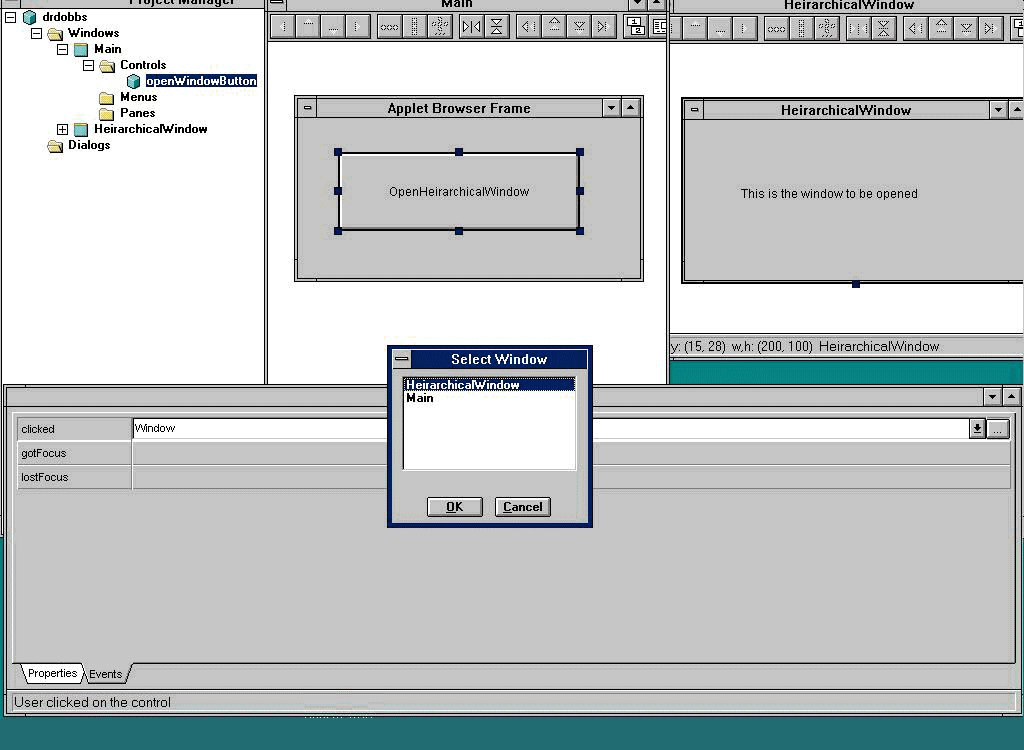 Project Manager
drdobbs
Windows
Main
Controls
openWindowButton
Menus
Panes
HeirarchicalWindow
Dialogs
Main
Applet Browser Frame
OpenHeirarchicalWindow
HeirarchicalWindow
HeirarchicalWindow
This is the window to be opened
y: (15, 28) w,h: (200, 100) HeirarchicalWindow
Select Window
HeirarchicalWindow
Main
OK
Cancel
clicked
Window
...
gotFocus
lostFocus
Properties
Events
User clicked on the control